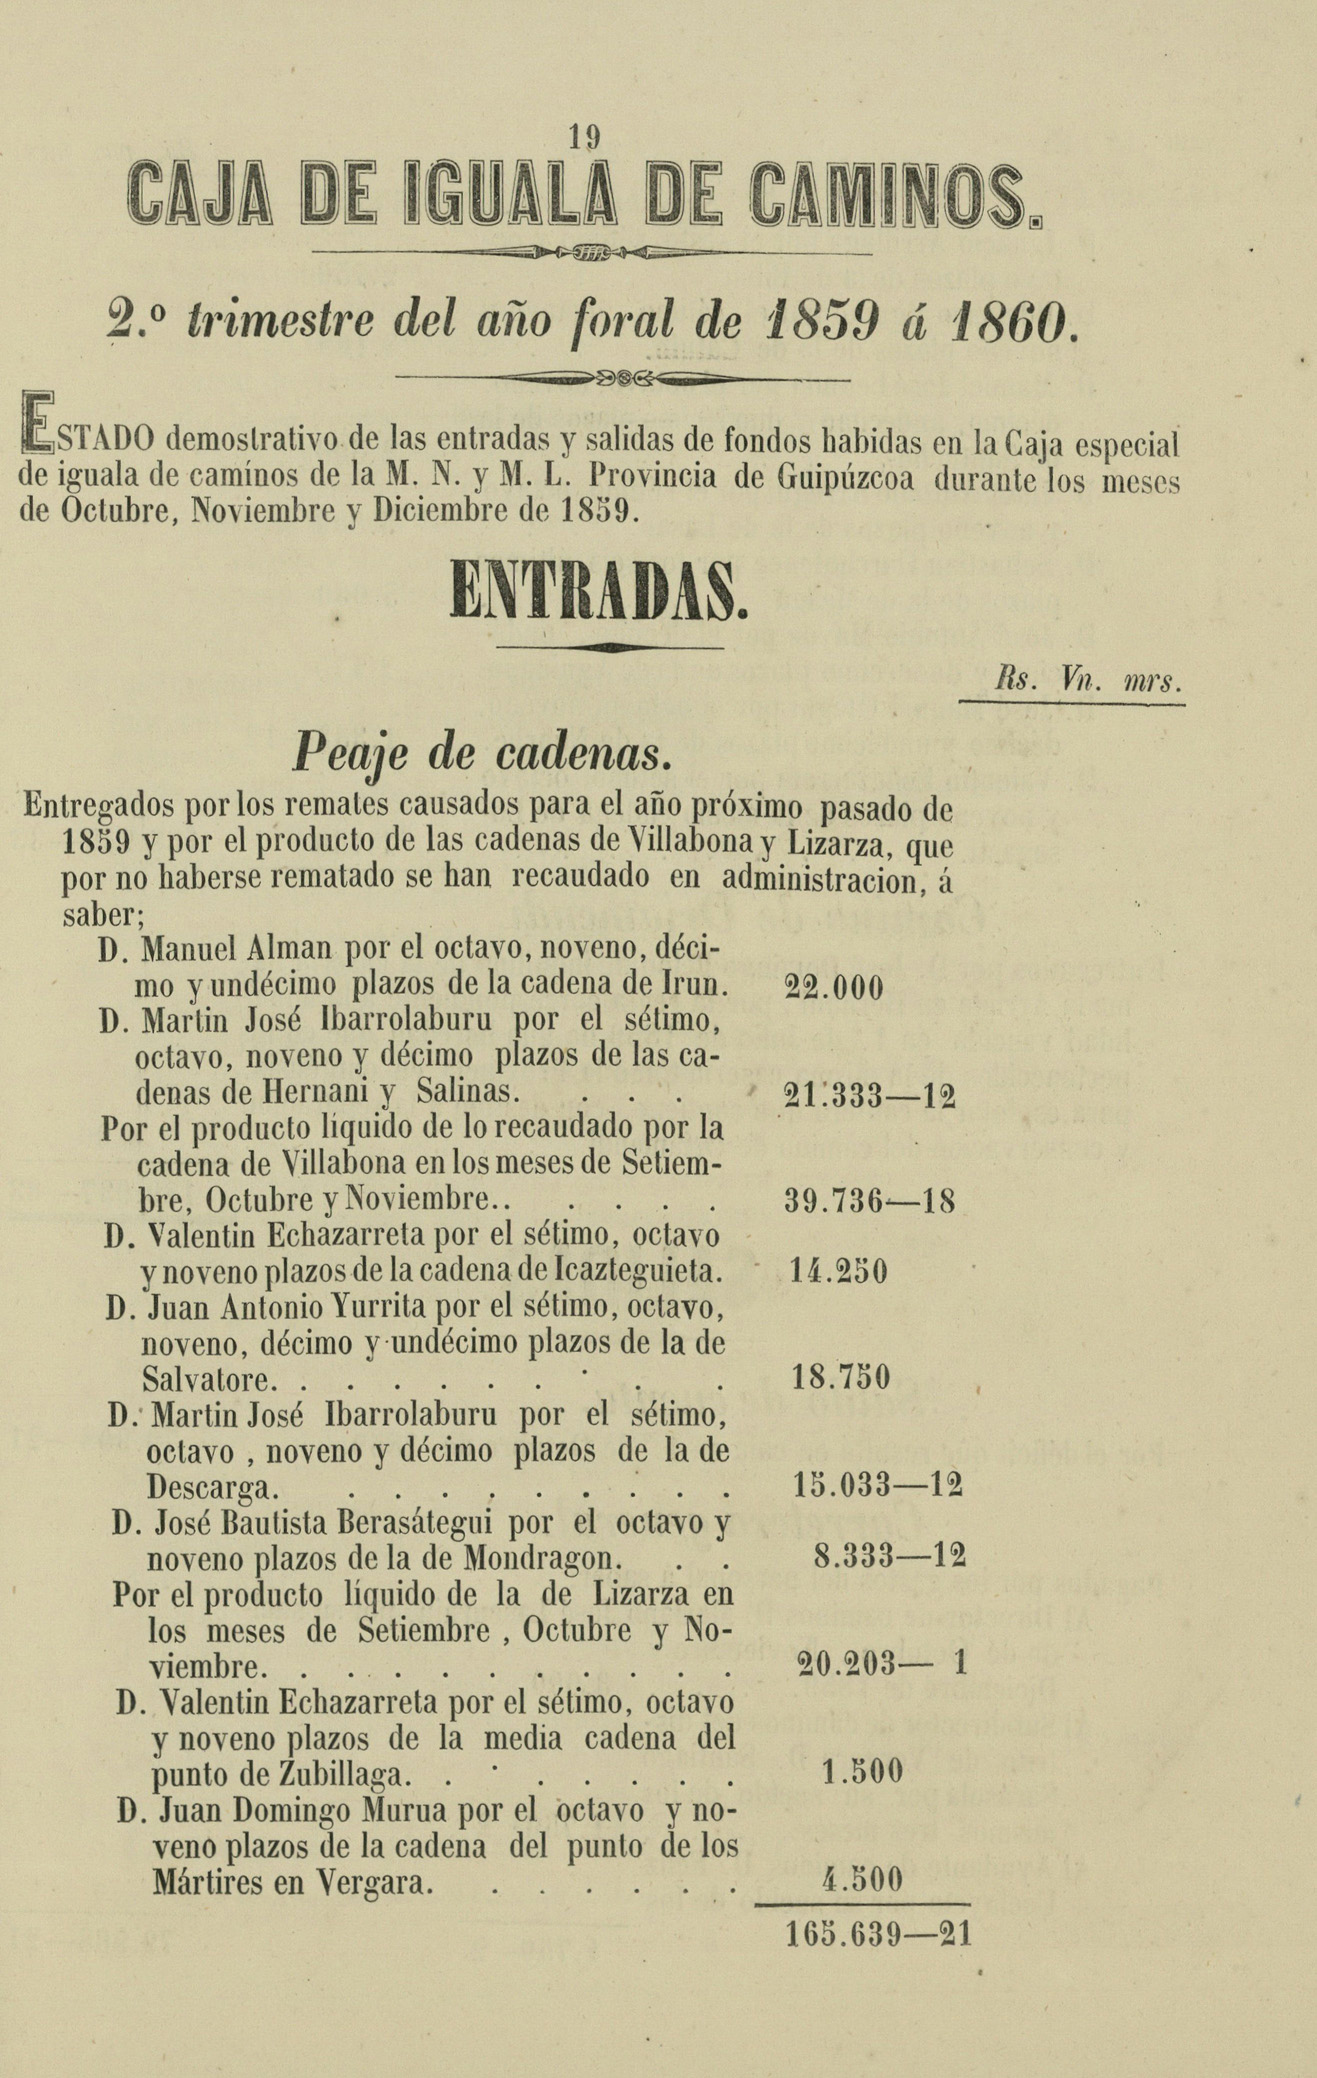 19
CAJA DE IGUALA DE CAMINOS.
2.º trimestre del año foral de 1859 á 1860.
ESTADO demostrativo de las entradas y salidas de fondos habidas en la Caja especial
de iguala de camínos de la M. N. y M. L. Provincia de Guipúzcoa durante los meses
de Octubre, Noviembre y Diciembre de 1859.
ENTRADAS.
Rs. Vn. mrs.
Peaje de cadenas.
Entregados por los remates causados para el año próximo pasado de
1859 y por el producto de las cadenas de Villabona y Lizarza, que
por no haberse rematado se han recaudado en administracion, á
saber;
D. Manuel Alman por el octavo, noveno, déci-
mo y undécimo plazos de la cadena de Irun. 22.000
D. Martin José Ibarrolaburu por el sétimo,
octavo, noveno y décimo plazos de las ca-
denas de Hernani y Salinas. . . . 21.333—12
Por el producto líquido de lo recaudado por la
cadena de Villabona en los meses de Setiem-
bre, Octubre y Noviembre.. . . . . 39.736—18
D. Valentin Echazarreta por el sétimo, octavo
y noveno plazos de la cadena de Icazteguieta. 14.250
D. Juan Antonio Yurrita por el sétimo, octavo,
noveno, décimo y undécimo plazos de la de
Salvatore. . . . . . . . . . 18.750
D. Martin José Ibarrolaburu por el sétimo,
octavo , noveno y décimo plazos de la de
Descarga. . . . . . . . . . 15.033—12
D. José Bautista Berasátegui por el octavo y
noveno plazos de la de Mondragon. . . 8.333—12
Por el producto líquido de la de Lizarza en
los meses de Setiembre , Octubre y No-
viembre. . . . . . . . . . . 20.203— 1
D. Valentin Echazarreta por el sétimo, octavo
y noveno plazos de la media cadena del
punto de Zubillaga. . . . . . . . 1.500
D. Juan Domingo Murua por el octavo y no-
veno plazos de la cadena del punto de los
Mártires en Vergara. . . . . . . 4.500
165.639—21